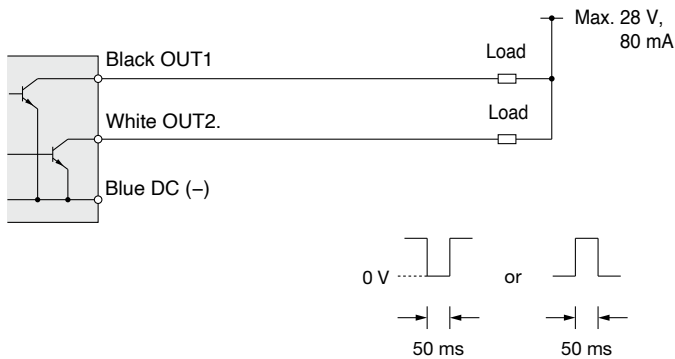 Max. 28 V,
80 mA
Load
Black OUT1
Load
White OUT2.
Blue DC (−)
0 V
or
50 ms
50 ms